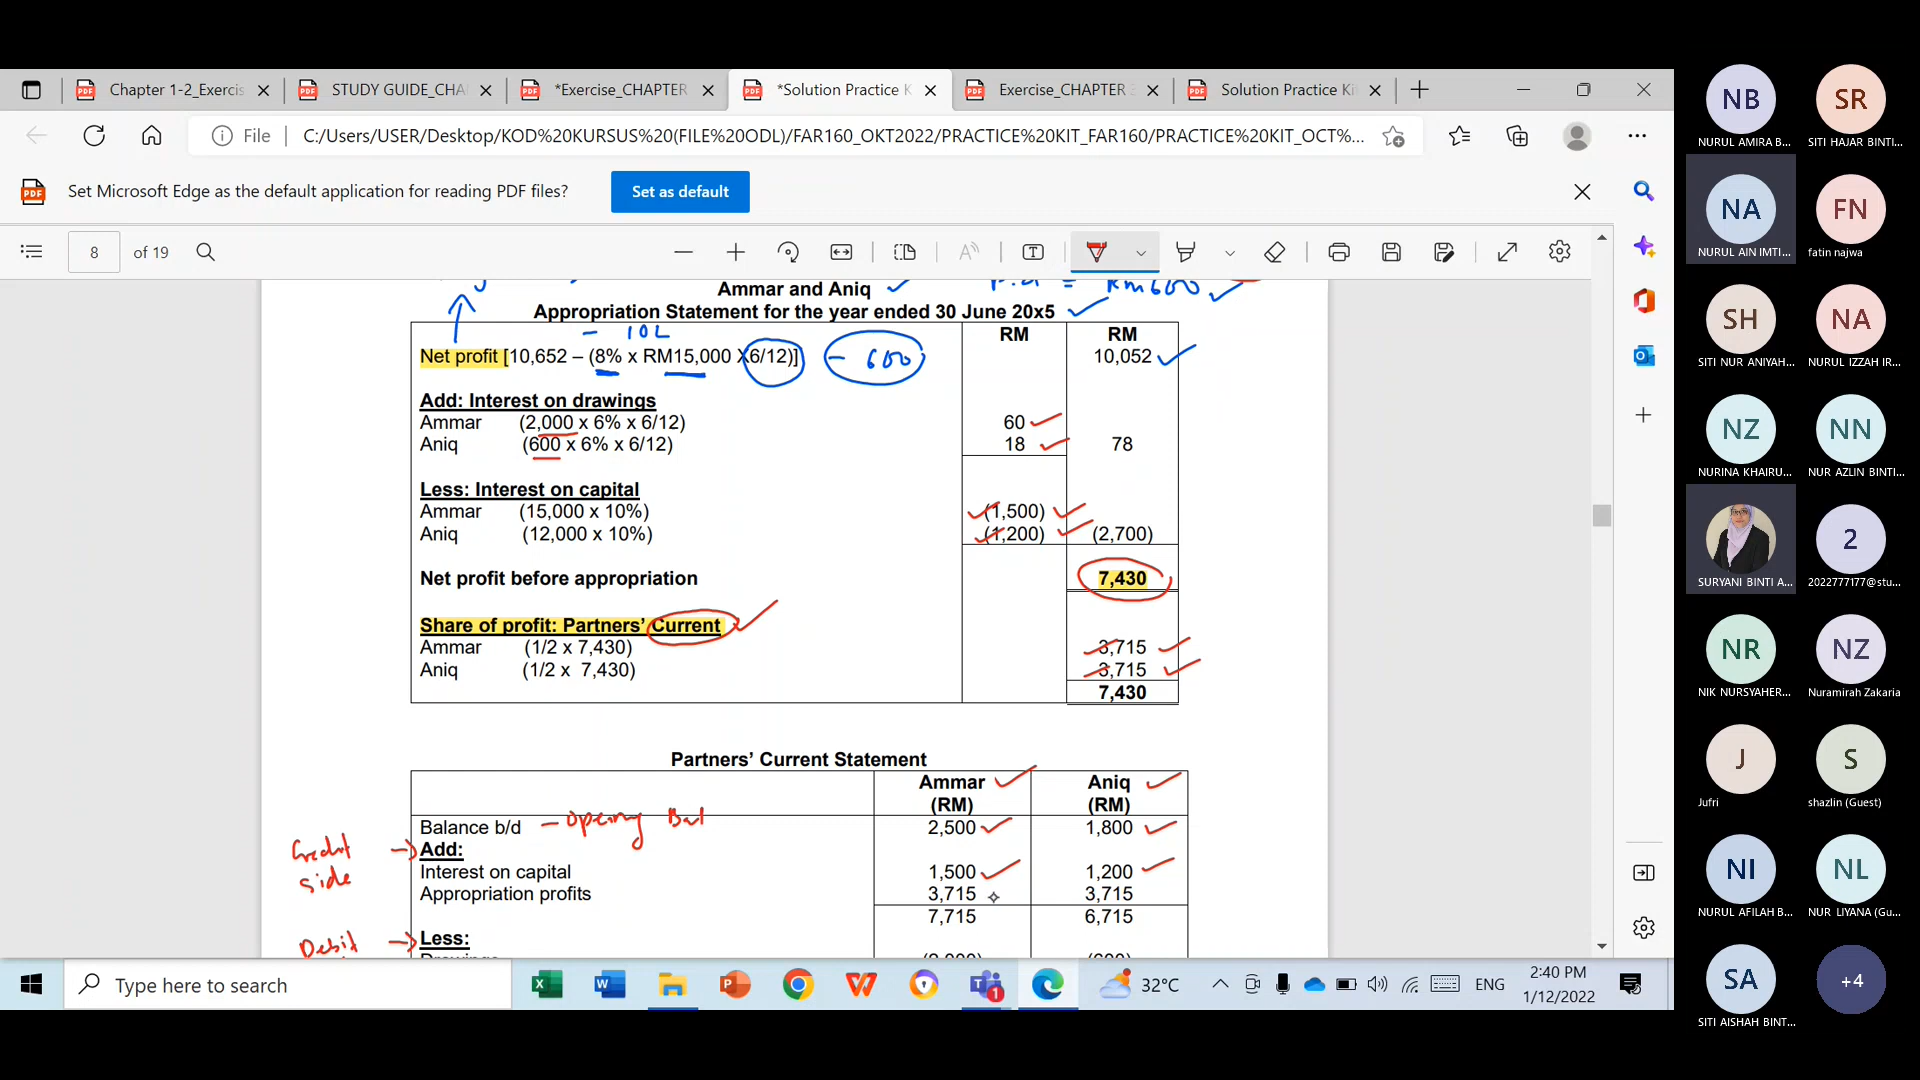 Chapter 1-2_Exercis
STUDY GUIDE_CHA
*Exercise_CHAPTER
*Solution Practice K
Exercise_CHAPTER 3
Solution Practice Ki
File
C:/Users/USER/Desktop/KOD%20KURSUS%20(FILE%20ODL)/FAR160_OKT2022/PRACTICE%20KIT_FAR160/PRACTICE%20KIT_OCT%...
Set Microsoft Edge as the default application for reading PDF files?
Set as default
8 of 19
Ammar and Aniq
= RM600
Appropriation Statement for the year ended 30 June 20x5
RM RM
Net profit [10,652 – (8% x RM15,000 X6/12)] – 600 10,052
Add: Interest on drawings
Ammar (2,000 x 6% x 6/12) 60
Aniq (600 x 6% x 6/12) 18 78
Less: Interest on capital
Ammar (15,000 x 10%) (1,500)
Aniq (12,000 x 10%) (1,200) (2,700)
Net profit before appropriation 7,430
Share of profit: Partners' Current
Ammar (1/2 x 7,430) 3,715
Aniq (1/2 x 7,430) 3,715
7,430
Partners' Current Statement
Ammar Aniq
(RM) (RM)
Balance b/d – Opening Bal 2,500 1,800
Credit side
Add:
Interest on capital 1,500 1,200
Appropriation profits 3,715 3,715
7,715 6,715
Debit
Less:
Type here to search
32°C
ENG
2:40 PM
1/12/2022
NB
NURUL AMIRA B...
SR
SITI HAJAR BINTI...
NA
NURUL AIN IMTI...
FN
fatin najwa
SH
SITI NUR ANIYAH...
NA
NURUL IZZAH IR...
NZ
NURINA KHAIRU...
NN
NUR AZLIN BINTI...
SURYANI BINTI A...
2
2022777177@stu...
NR
NIK NURSYAHER...
NZ
Nuramirah Zakaria
J
Jufri
S
shazlin (Guest)
NI
NURUL AFILAH B...
NL
NUR LIYANA (Gu...
SA
SITI AISHAH BINT...
+4